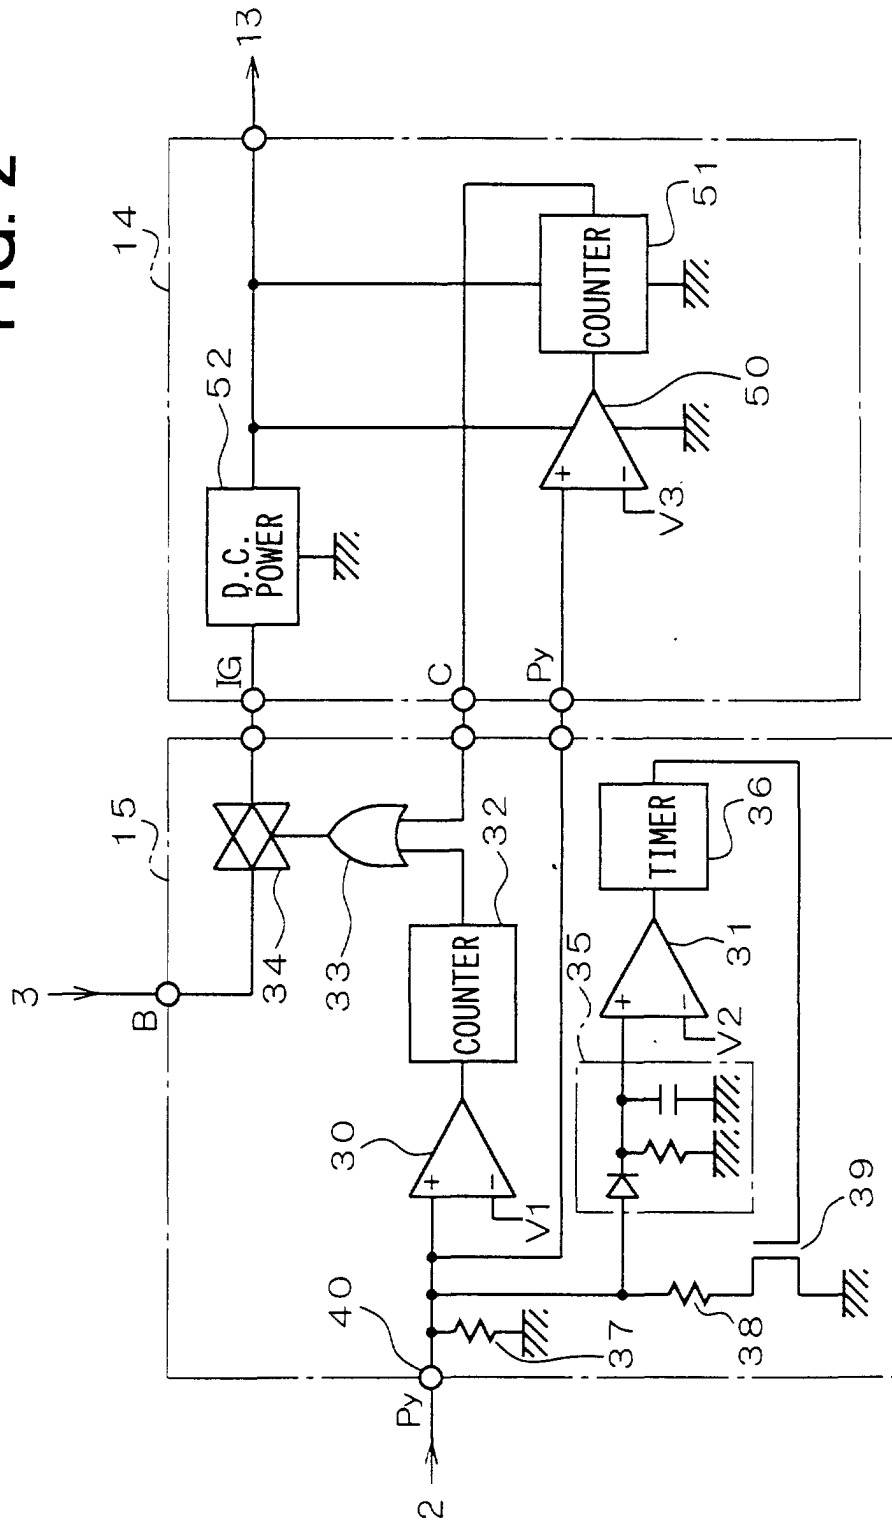 FIG. 2
3
B
15
34
33
32
COUNTER
30
V1
40
Py
2
37
38
39
35
31
V2
TIMER
36
IG
C
Py
14
52
D.C.
POWER
13
COUNTER
51
50
V3
+
−
+
−
+
−